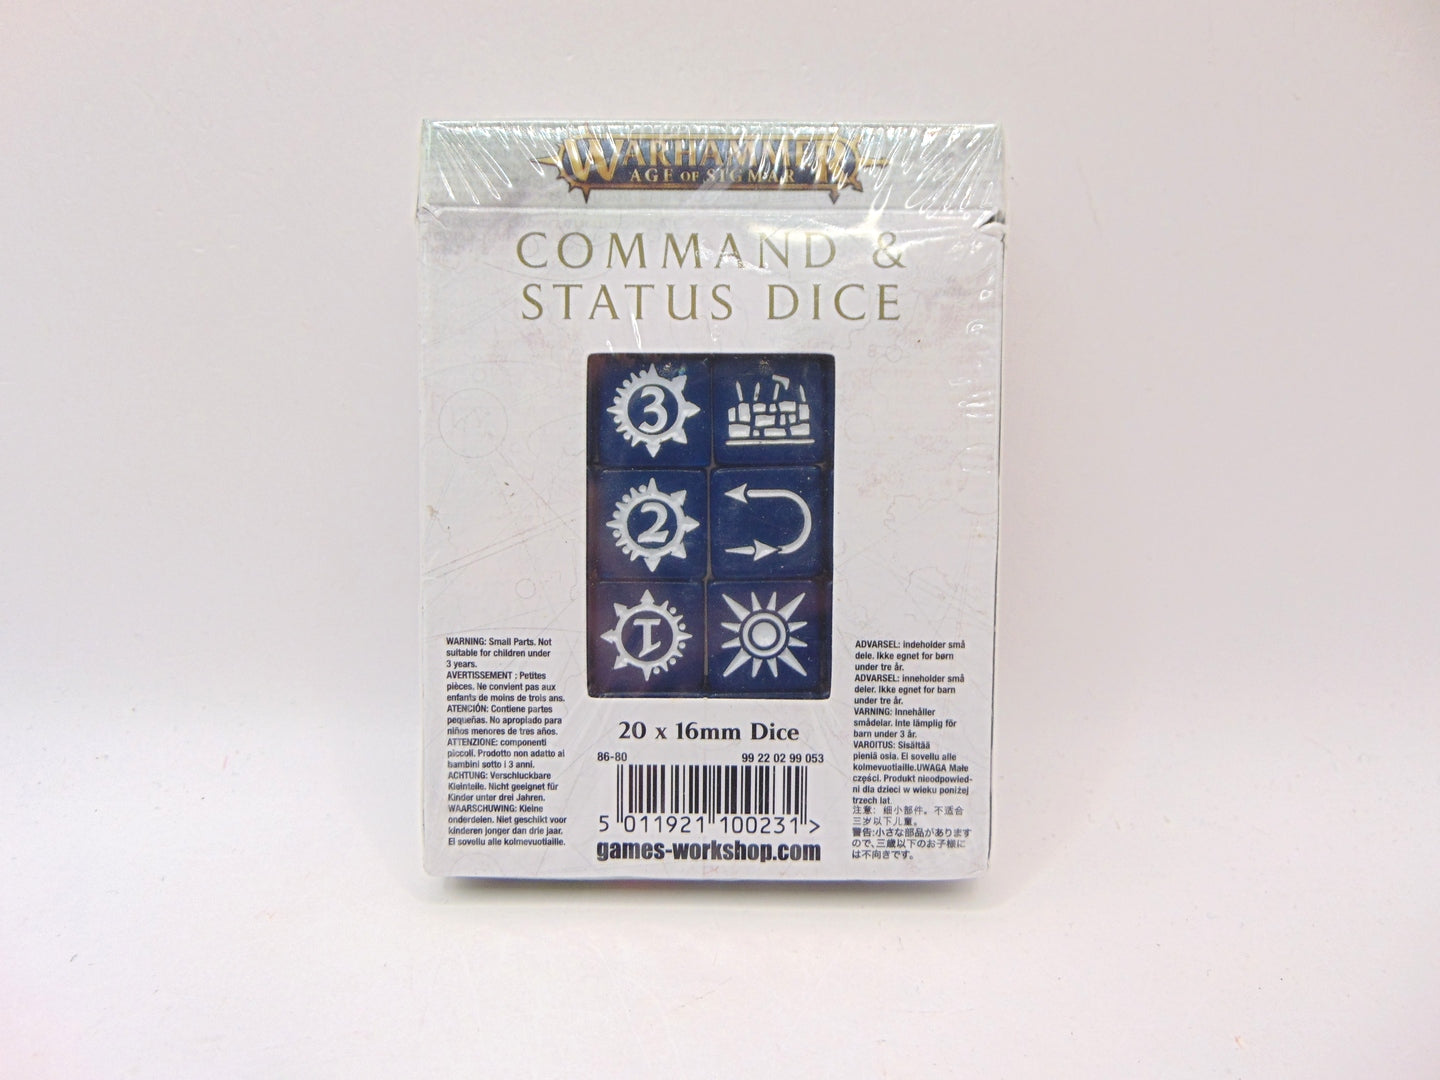 WARHAMMER
AGE OF SIGMAR
COMMAND &
STATUS DICE
3
2
1
WARNING: Small Parts. Not
suitable for children under
3 years.
AVERTISSEMENT : Petites
pièces. Ne convient pas aux
enfants de moins de trois ans.
ATENCIÓN: Contiene partes
pequeñas. No apropiado para
niños menores de tres años.
ATTENZIONE: componenti
piccoli. Prodotto non adatto ai
bambini sotto i 3 anni.
ACHTUNG: Verschluckbare
Kleinteile. Nicht geeignet für
Kinder unter drei Jahren.
WAARSCHUWING: Kleine
onderdelen. Niet geschikt voor
kinderen jonger dan drie jaar.
Ei sovellu alle kolmevuotiaille.
20 x 16mm Dice
86-80 99 22 02 99 053
5 011921 100231 >
games-workshop.com
ADVARSEL: indeholder små
dele. Ikke egnet for børn
under tre år.
ADVARSEL: inneholder små
deler. Ikke egnet for barn
under tre år.
VARNING: Innehåller
smådelar. Inte lämplig för
barn under 3 år.
VAROITUS: Sisältää
pieniä osia. Ei sovellu alle
kolmevuotiaille.UWAGA Małe
części. Produkt nieodpowied-
ni dla dzieci w wieku poniżej
trzech lat
注意: 细小部件。不适合
三岁以下儿童。
警告:小さな部品があります
ので、三歳以下のお子様に
は不向きです。